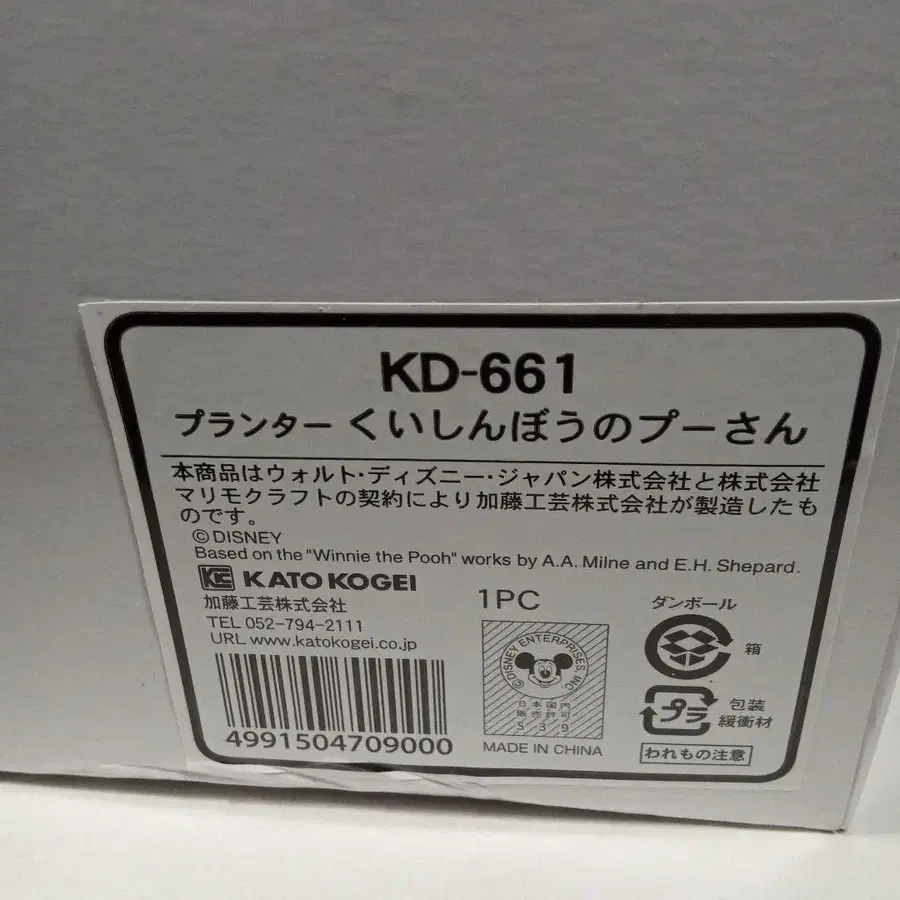 KD-661
プランター くいしんぼうのプーさん
本商品はウォルト・ディズニー・ジャパン株式会社と株式会社
マリモクラフトの契約により加藤工芸株式会社が製造したも
のです。
©DISNEY
Based on the "Winnie the Pooh" works by A.A. Milne and E.H. Shepard.
KATO KOGEI
加藤工芸株式会社
TEL 052-794-2111
URL www.katokogei.co.jp
4991504709000
1PC
©DISNEY ENTERPRISES, INC
日本国内
販売許可
539
MADE IN CHINA
ダンボール
箱
プラ
包装
緩衝材
われもの注意